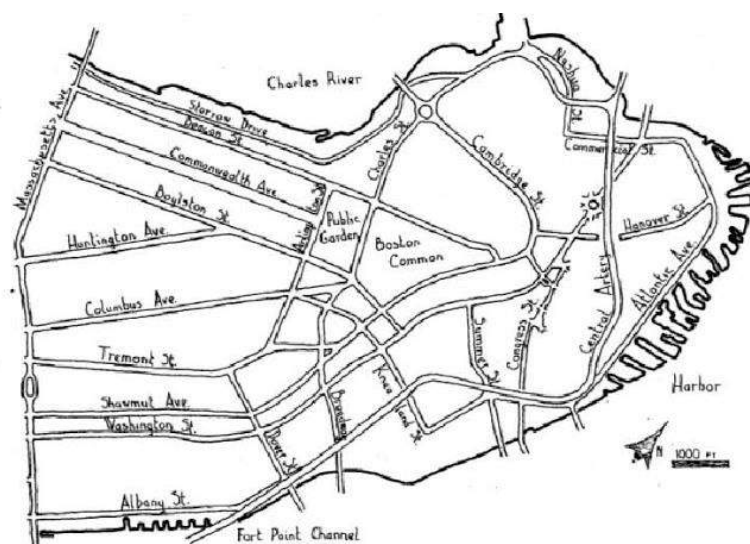 Charles River
Nashua
Storrow Drive
Beacon St.
Charles St.
Commonwealth Ave.
Cambridge St.
Commercial St.
Massachusetts Ave.
Boylston St.
Arlington St.
Public
Garden
Boston
Common
Hanover St.
Huntington Ave.
Central Artery
Atlantic Ave.
Columbus Ave.
Congress St.
Summer St.
Tremont St.
Harbor
Kneeland St.
Shawmut Ave.
Broadway
Washington St.
Dover St.
N
1000 FT
Albany St.
Fort Point Channel